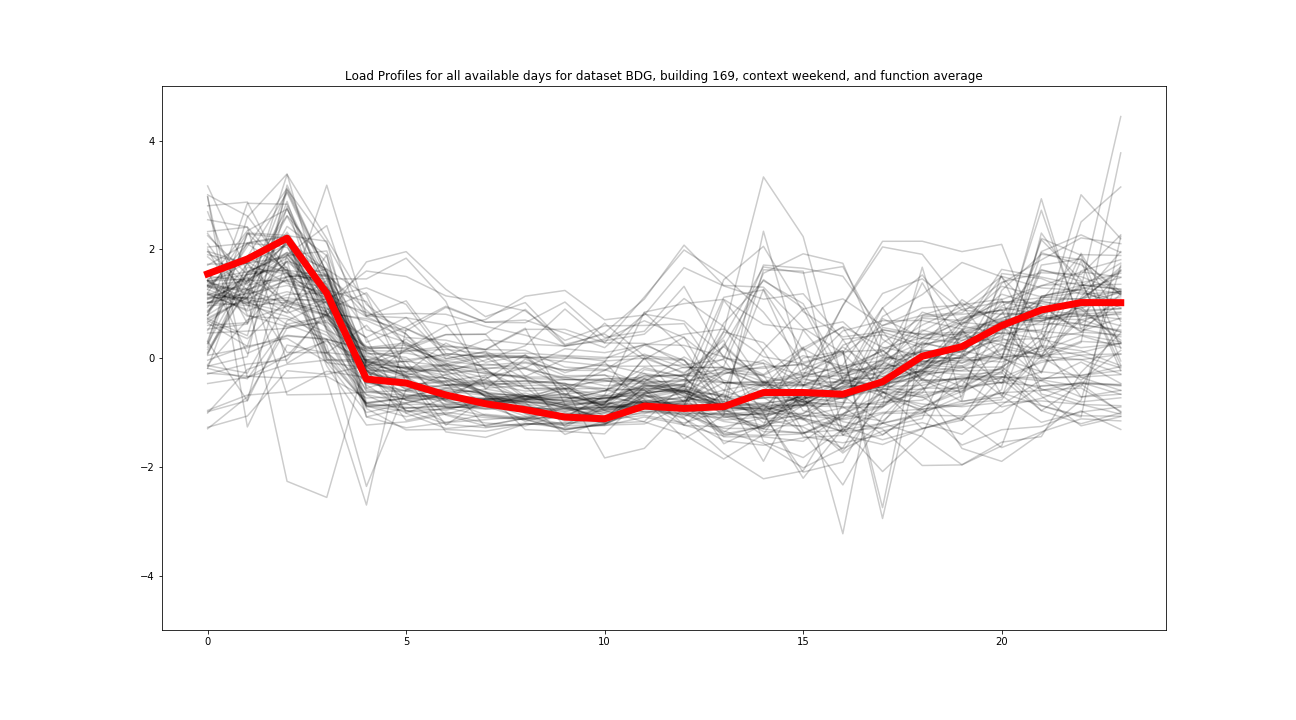 Load Profiles for all available days for dataset BDG, building 169, context weekend, and function average
4
2
0
−2
−4
0 5 10 15 20